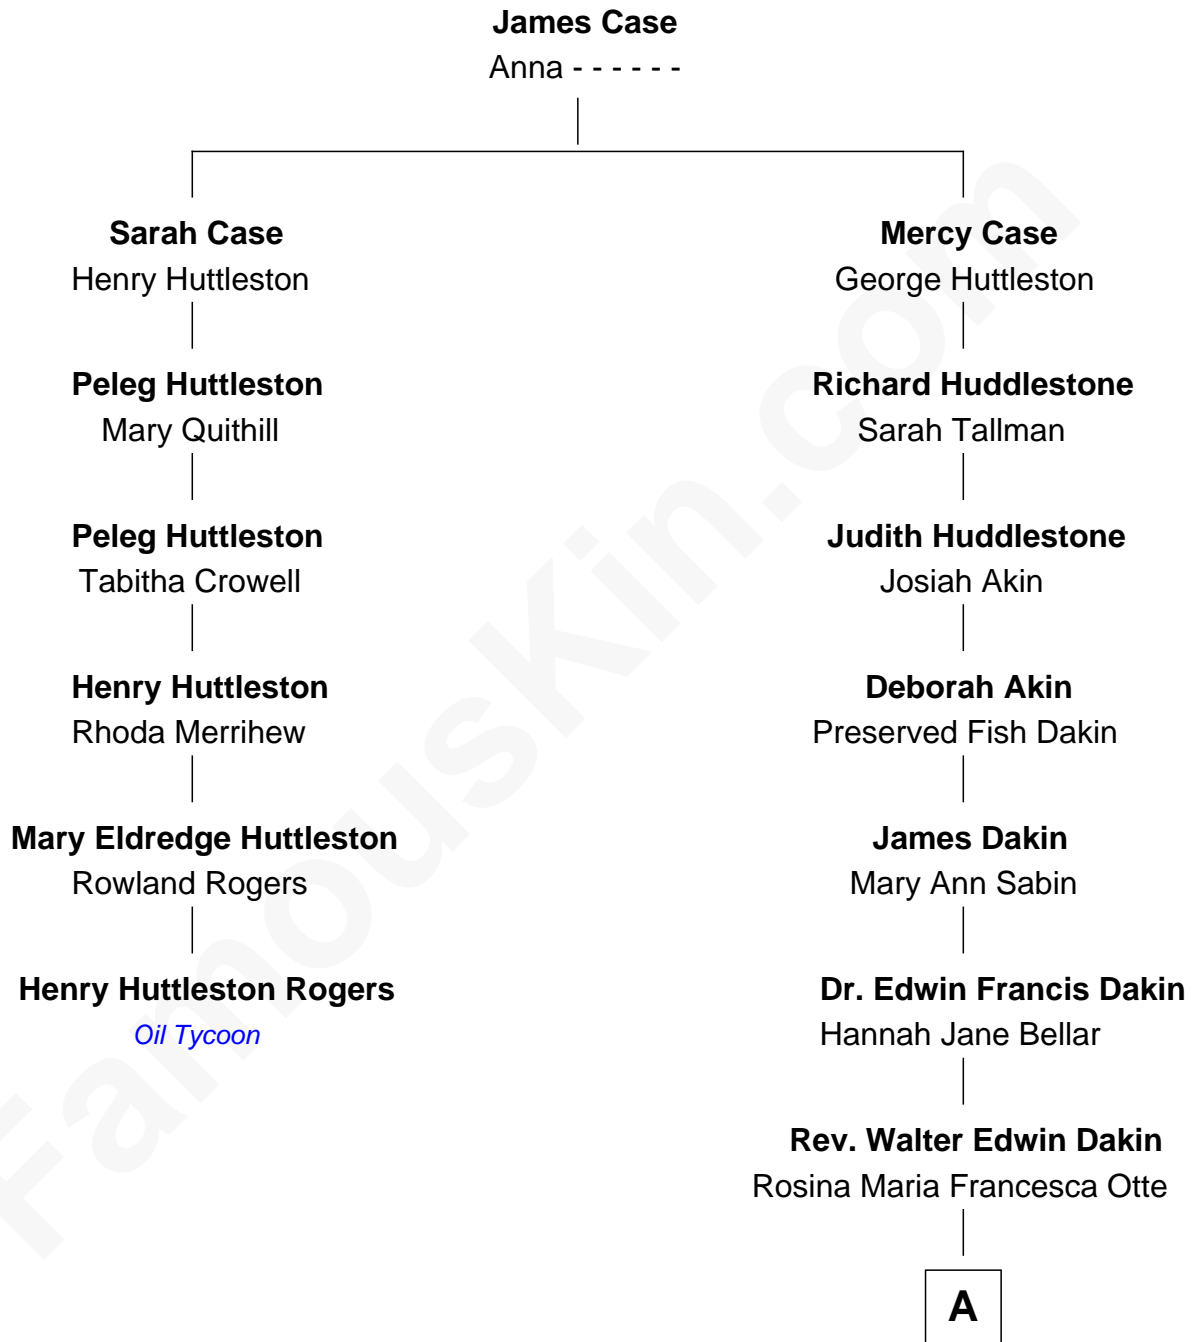 James Case
Anna - - - - - -
Sarah Case
Henry Huttleston
Mercy Case
George Huttleston
Peleg Huttleston
Mary Quithill
Richard Huddlestone
Sarah Tallman
Peleg Huttleston
Tabitha Crowell
Judith Huddlestone
Josiah Akin
Henry Huttleston
Rhoda Merrihew
Deborah Akin
Preserved Fish Dakin
Mary Eldredge Huttleston
Rowland Rogers
James Dakin
Mary Ann Sabin
Henry Huttleston Rogers
Oil Tycoon
Dr. Edwin Francis Dakin
Hannah Jane Bellar
Rev. Walter Edwin Dakin
Rosina Maria Francesca Otte
A
FamousKin.com